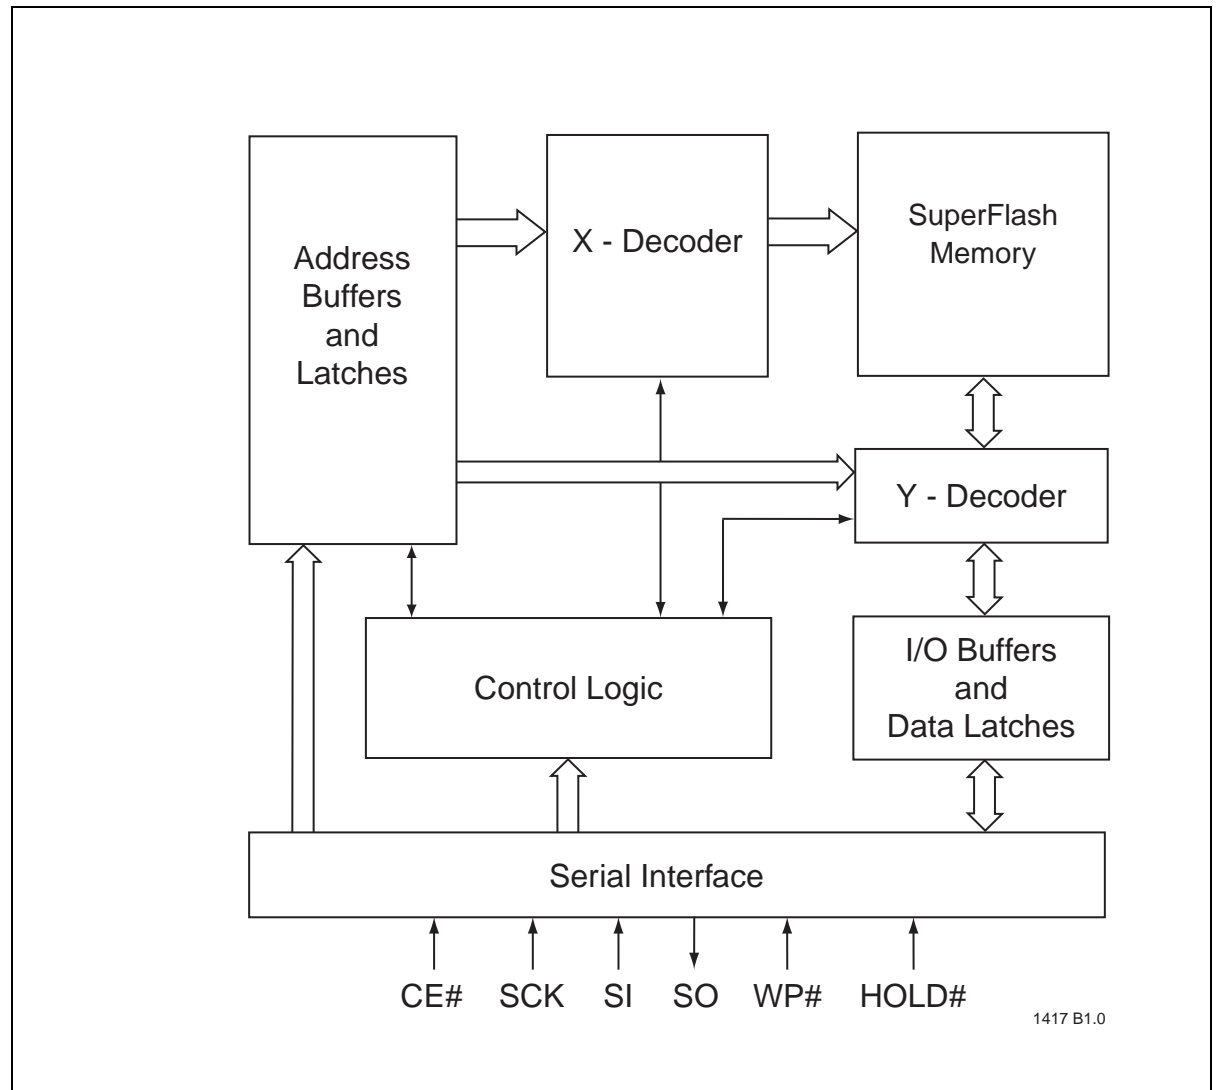 Address
Buffers
and
Latches
X - Decoder
SuperFlash
Memory
Y - Decoder
Control Logic
I/O Buffers
and
Data Latches
Serial Interface
CE# SCK SI SO WP# HOLD#
1417 B1.0